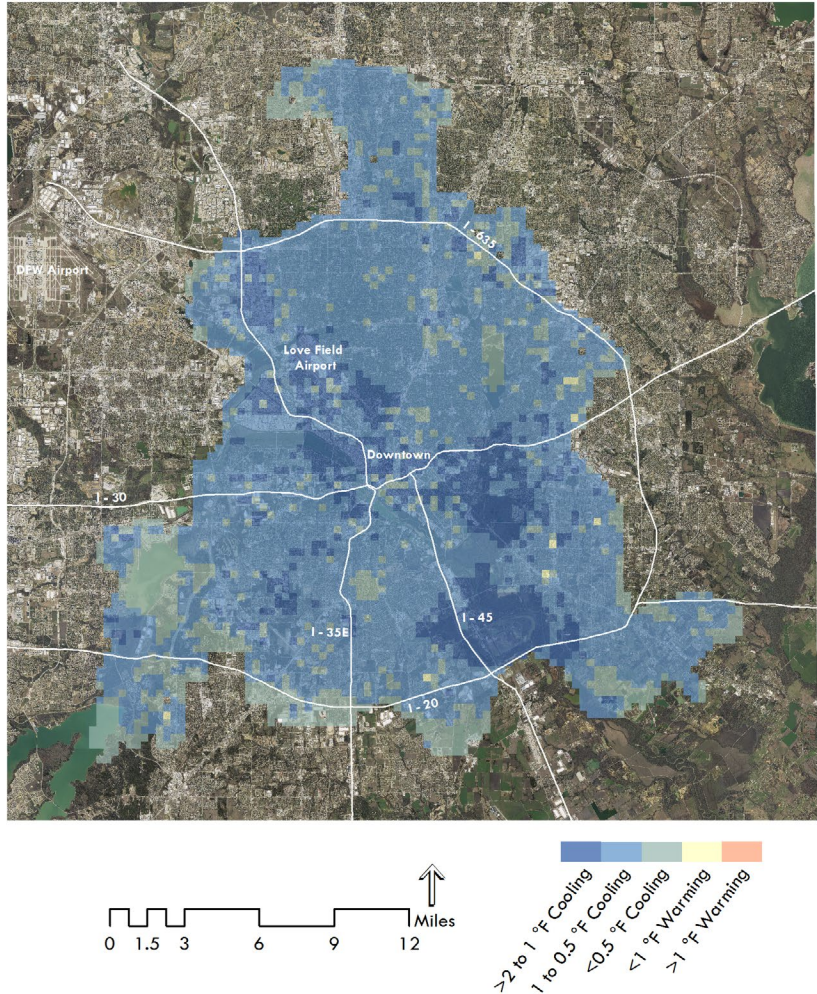 I - 635
DFW Airport
Love Field
Airport
Downtown
I - 30
I - 35E
I - 45
I - 20
Miles
0 1.5 3 6 9 12
>2 to 1 °F Cooling
1 to 0.5 °F Cooling
<0.5 °F Cooling
<1 °F Warming
>1 °F Warming